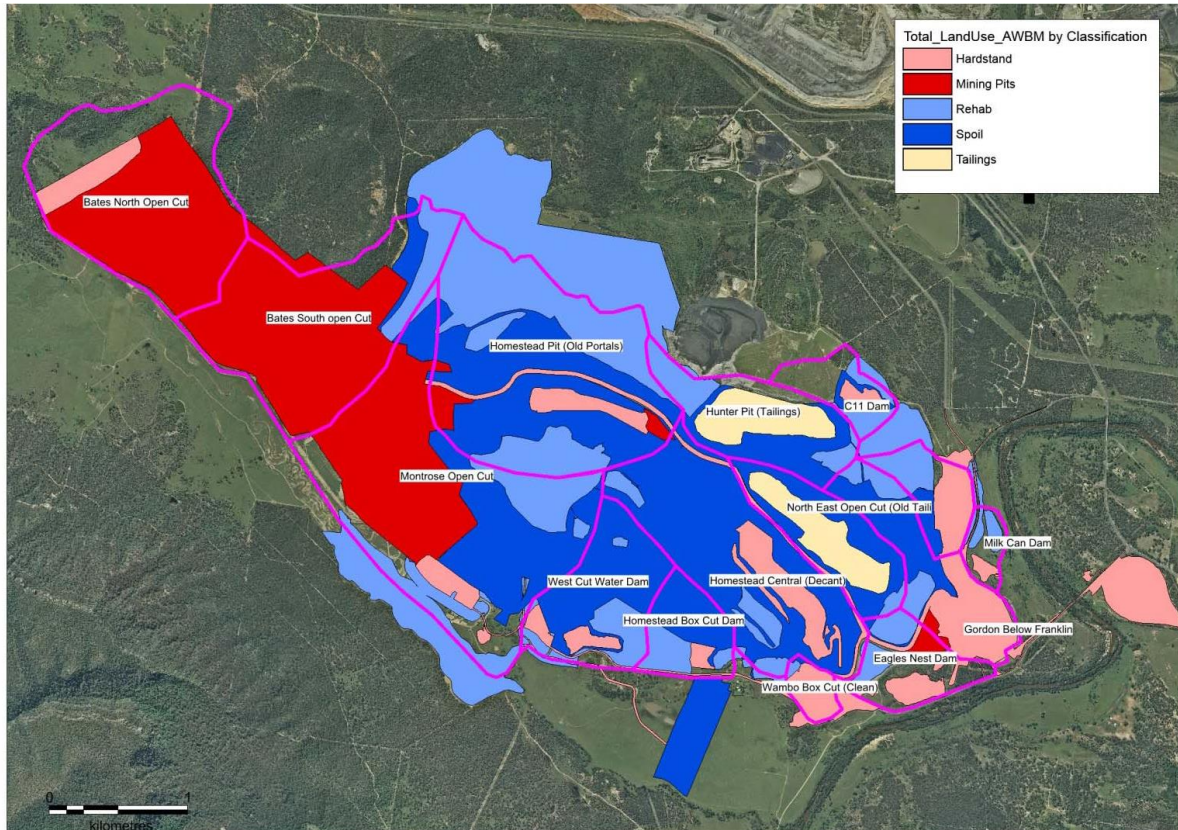 Total_LandUse_AWBM by Classification
Hardstand
Mining Pits
Rehab
Spoil
Tailings
Bates North Open Cut
Bates South open Cut
Homestead Pit (Old Portals)
Hunter Pit (Tailings)
C11 Dam
Montrose Open Cut
North East Open Cut (Old Taili
Milk Can Dam
West Cut Water Dam
Homestead Central (Decant)
Homestead Box Cut Dam
Gordon Below Franklin
Eagles Nest Dam
Wambo Box Cut (Clean)
0 1
kilometres